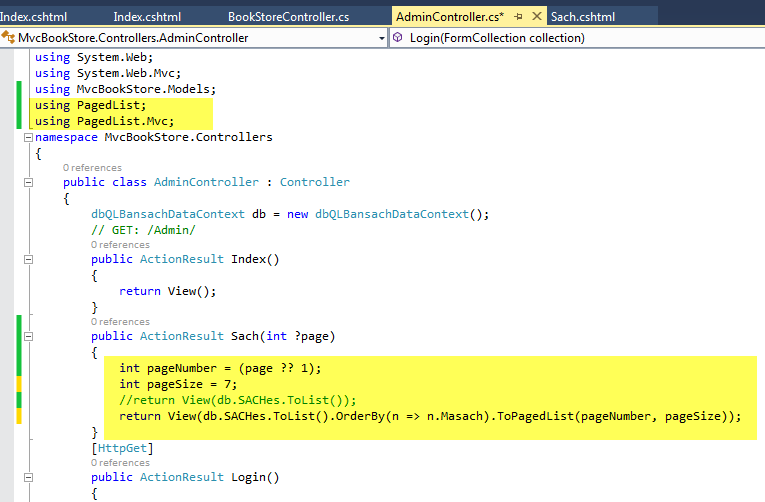 Index.cshtml Index.cshtml BookStoreController.cs AdminController.cs* Sach.cshtml
MvcBookStore.Controllers.AdminController Login(FormCollection collection)
using System.Web;
using System.Web.Mvc;
using MvcBookStore.Models;
using PagedList;
using PagedList.Mvc;
namespace MvcBookStore.Controllers
{
0 references
public class AdminController : Controller
{
dbQLBansachDataContext db = new dbQLBansachDataContext();
// GET: /Admin/
0 references
public ActionResult Index()
{
return View();
}
0 references
public ActionResult Sach(int ?page)
{
int pageNumber = (page ?? 1);
int pageSize = 7;
//return View(db.SACHes.ToList());
return View(db.SACHes.ToList().OrderBy(n => n.Masach).ToPagedList(pageNumber, pageSize));
}
[HttpGet]
0 references
public ActionResult Login()
{